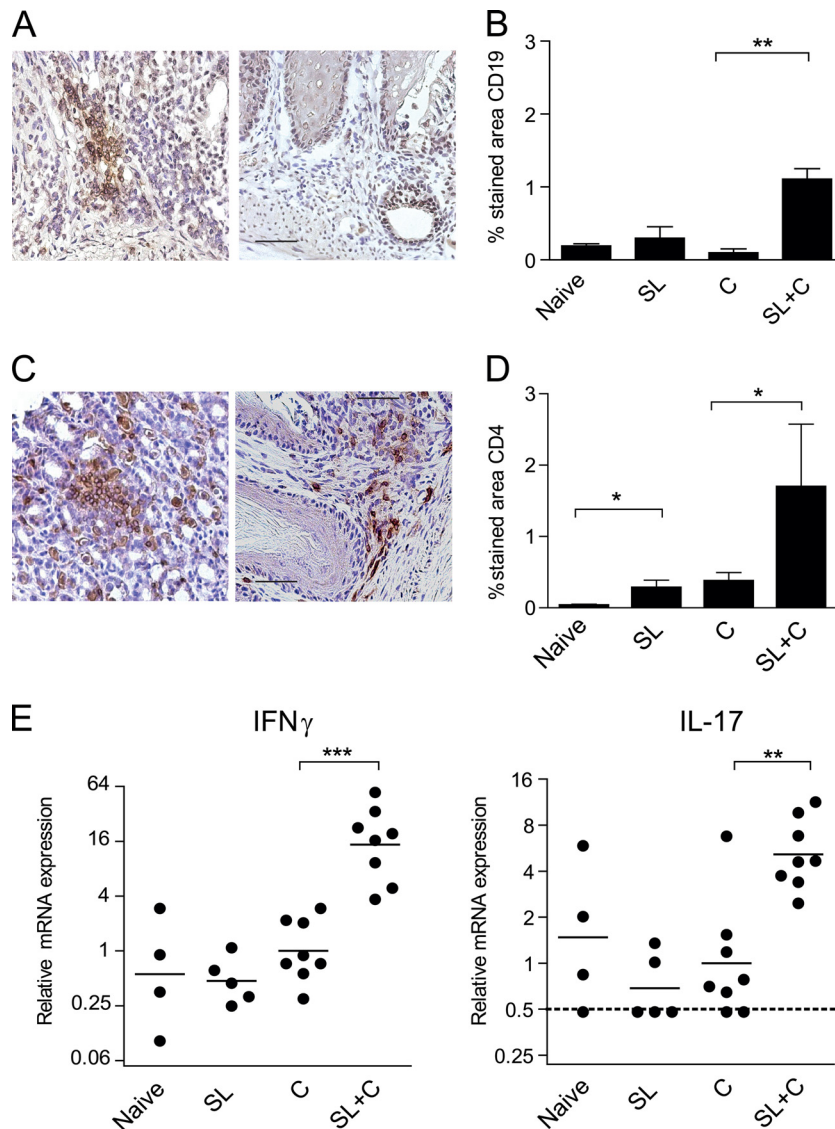 A
B
% stained area CD19
3
2
1
0
**
Naive
SL
C
SL+C
C
D
% stained area CD4
3
2
1
0
*
*
Naive
SL
C
SL+C
E
IFNγ
Relative mRNA expression
64
16
4
1
0.25
0.06
***
Naive
SL
C
SL+C
IL-17
Relative mRNA expression
16
8
4
2
1
0.5
0.25
**
Naive
SL
C
SL+C